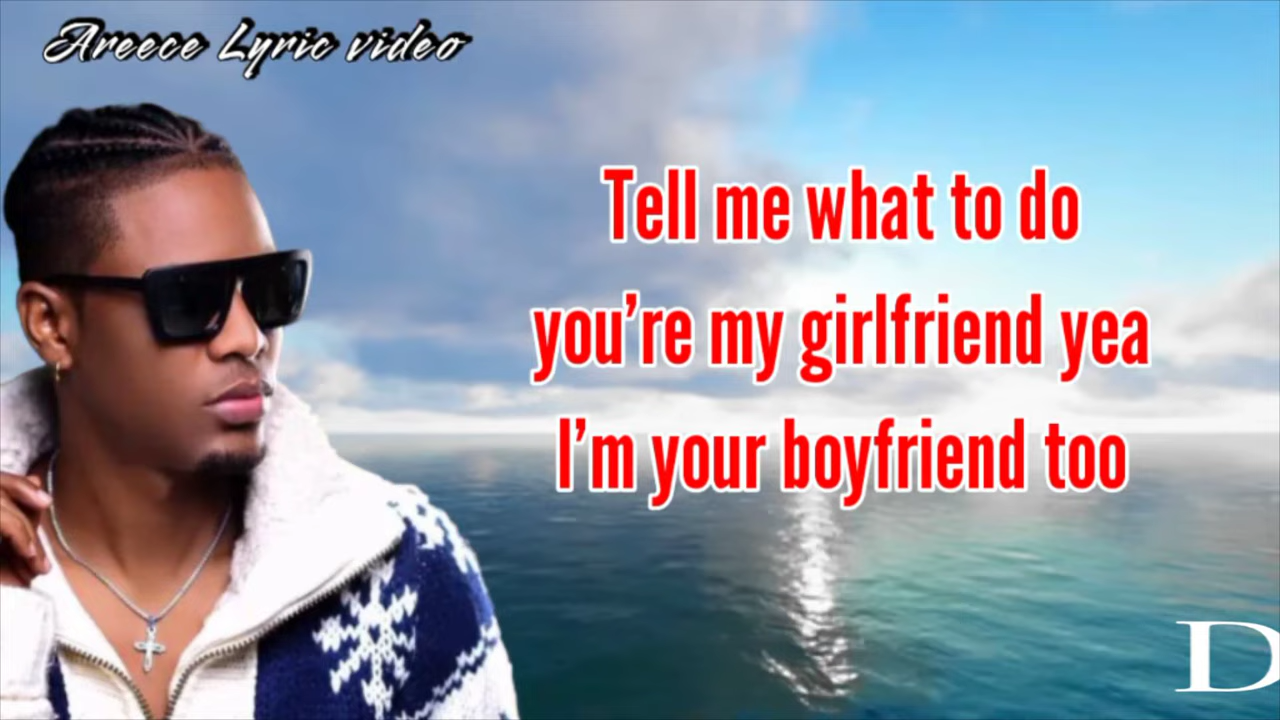 Areece Lyric video
Tell me what to do
you're my girlfriend yea
I'm your boyfriend too
D